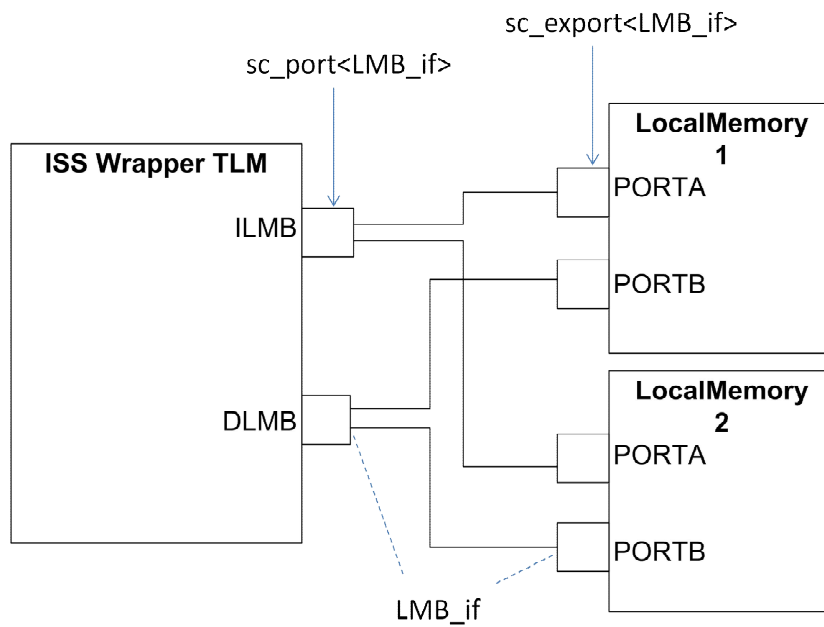 sc_export<LMB_if>
sc_port<LMB_if>
ISS Wrapper TLM
ILMB
DLMB
LocalMemory
1
PORTA
PORTB
LocalMemory
2
PORTA
PORTB
LMB_if